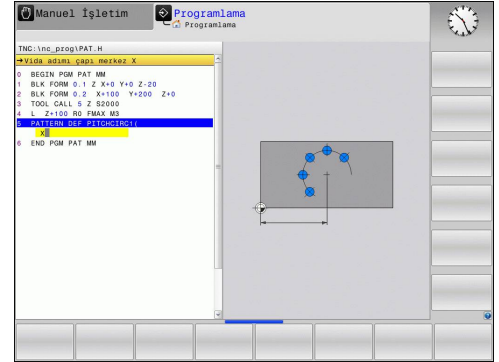 Manuel İşletim
Programlama
Programlama
TNC:\nc_prog\PAT.H
→Vida adımı çapı merkez X
0 BEGIN PGM PAT MM
1 BLK FORM 0.1 Z X+0 Y+0 Z-20
2 BLK FORM 0.2 X+100 Y+200 Z+0
3 TOOL CALL 5 Z S2000
4 L Z+100 R0 FMAX M3
5 PATTERN DEF PITCHCIRC1(
X
6 END PGM PAT MM